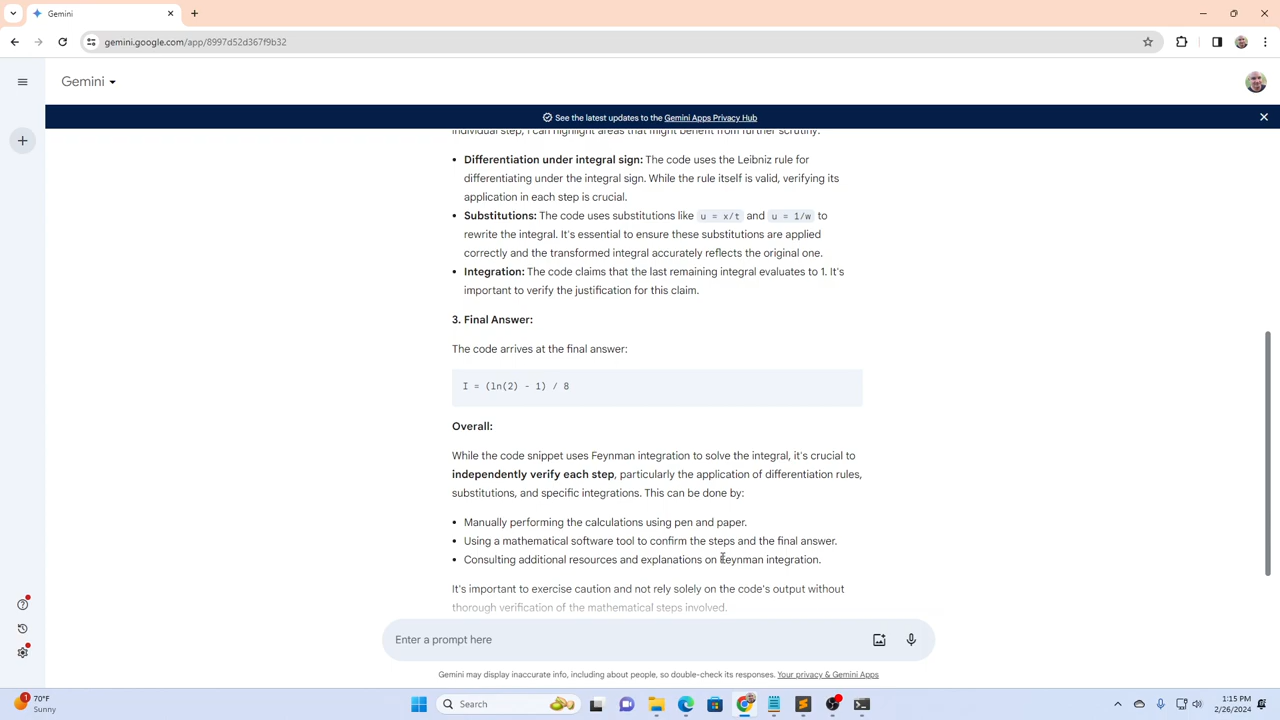 Gemini
gemini.google.com/app/8997d52d367f9b32
Gemini
See the latest updates to the Gemini Apps Privacy Hub
individual step, I can highlight areas that might benefit from further scrutiny:
• Differentiation under integral sign: The code uses the Leibniz rule for
differentiating under the integral sign. While the rule itself is valid, verifying its
application in each step is crucial.
• Substitutions: The code uses substitutions like u = x/t and u = 1/w to
rewrite the integral. It's essential to ensure these substitutions are applied
correctly and the transformed integral accurately reflects the original one.
• Integration: The code claims that the last remaining integral evaluates to 1. It's
important to verify the justification for this claim.
3. Final Answer:
The code arrives at the final answer:
I = (ln(2) - 1) / 8
Overall:
While the code snippet uses Feynman integration to solve the integral, it's crucial to
independently verify each step, particularly the application of differentiation rules,
substitutions, and specific integrations. This can be done by:
• Manually performing the calculations using pen and paper.
• Using a mathematical software tool to confirm the steps and the final answer.
• Consulting additional resources and explanations on Feynman integration.
It's important to exercise caution and not rely solely on the code's output without
thorough verification of the mathematical steps involved.
Enter a prompt here
Gemini may display inaccurate info, including about people, so double-check its responses. Your privacy & Gemini Apps
70°F
Sunny
Search
1:15 PM
2/26/2024